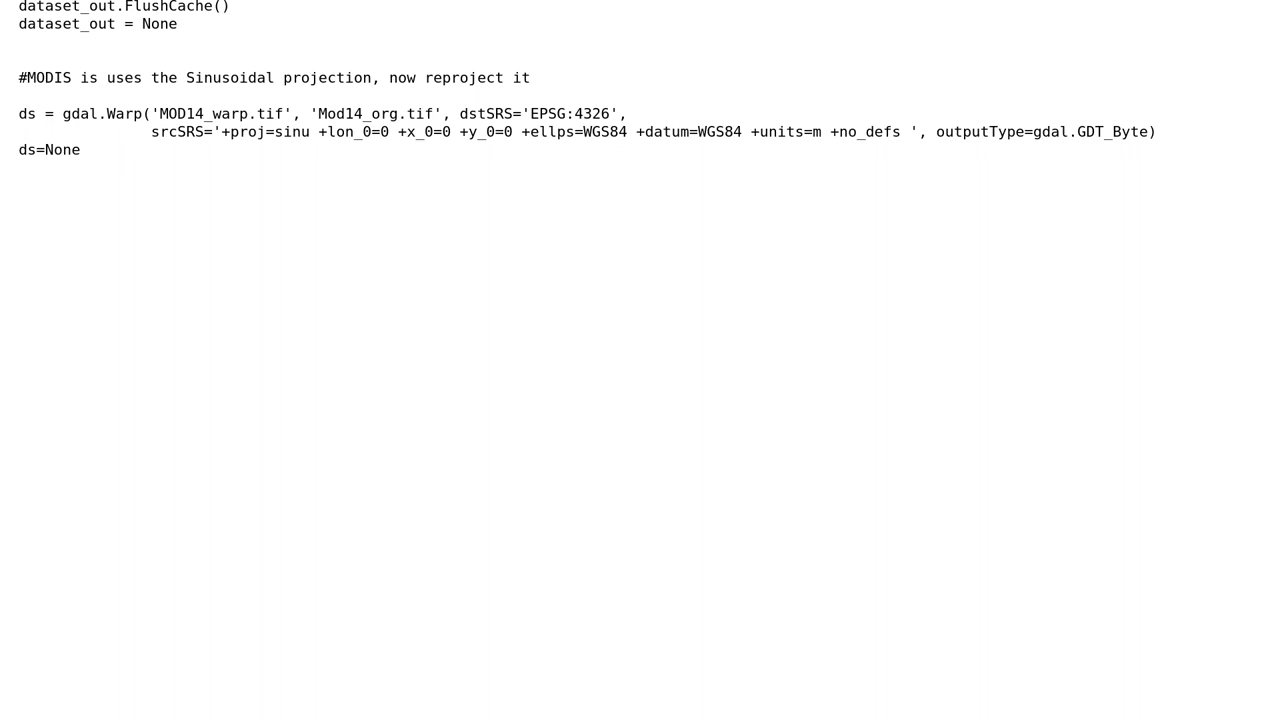 dataset_out.FlushCache()
dataset_out = None
#MODIS is uses the Sinusoidal projection, now reproject it
ds = gdal.Warp('MOD14_warp.tif', 'Mod14_org.tif', dstSRS='EPSG:4326',
srcSRS='+proj=sinu +lon_0=0 +x_0=0 +y_0=0 +ellps=WGS84 +datum=WGS84 +units=m +no_defs ', outputType=gdal.GDT_Byte)
ds=None